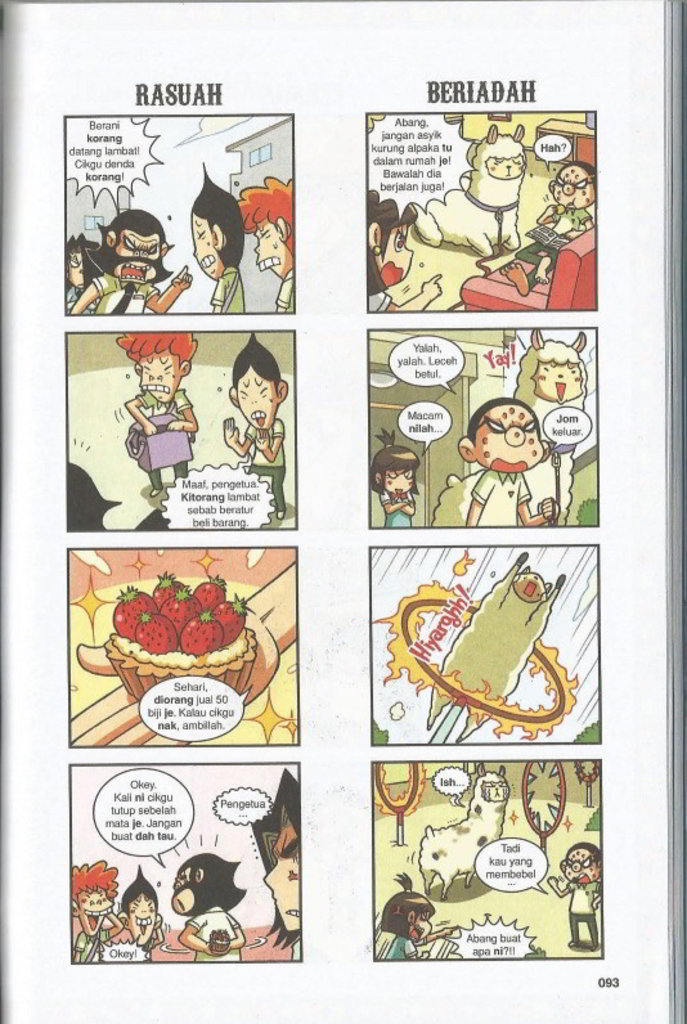 RASUAH
Berani
korang
datang lambat!
Cikgu denda
korang!
Maaf, pengetua.
Kitorang lambat
sebab beratur
beli barang.
Sehari,
diorang jual 50
biji je. Kalau cikgu
nak, ambillah.
Okey.
Kali ni cikgu
tutup sebelah
mata je. Jangan
buat dah tau.
Pengetua
...
Okey!
BERIADAH
Abang,
jangan asyik
kurung alpaka tu
dalam rumah je!
Bawalah dia
berjalan juga!
Hah?
Yalah,
yalah. Leceh
betul.
Yay!
Macam
nilah...
Jom
keluar.
Hiyarghh!
Ish...
Tadi
kau yang
membebel
...
Abang buat
apa ni?!!
093